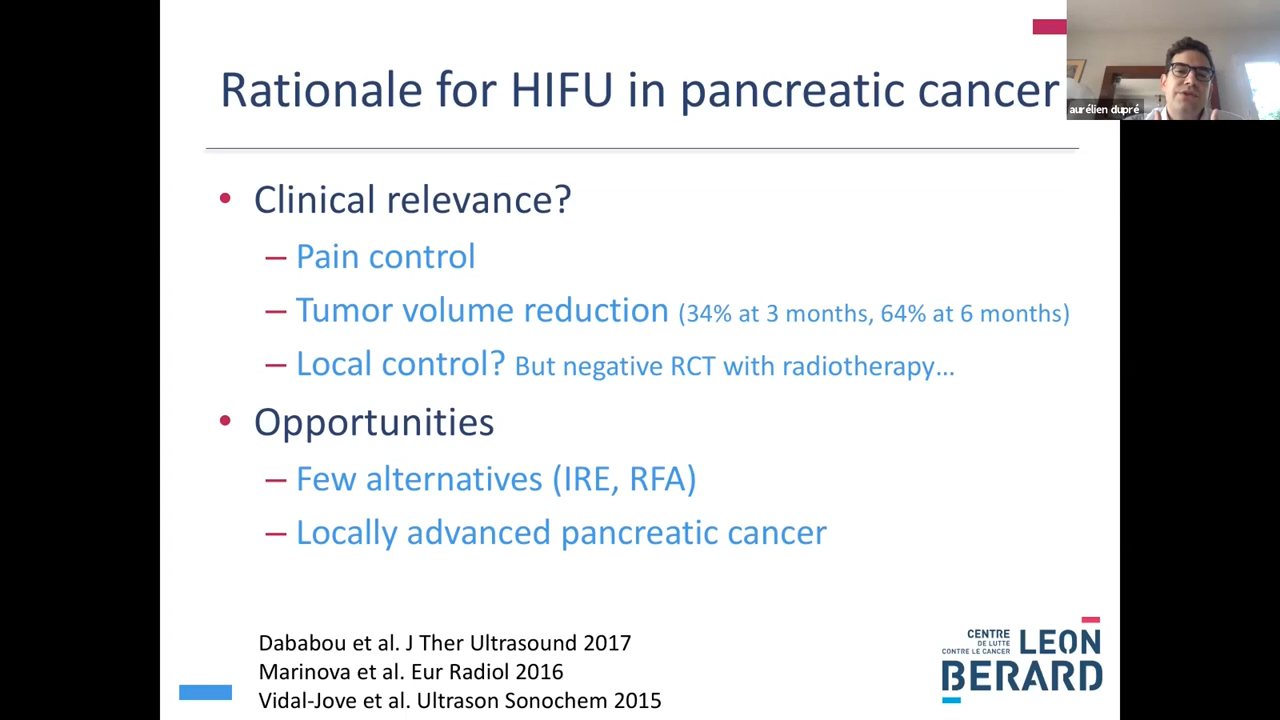 Rationale for HIFU in pancreatic cancer
aurélien dupré
• Clinical relevance?
– Pain control
– Tumor volume reduction (34% at 3 months, 64% at 6 months)
– Local control? But negative RCT with radiotherapy…
• Opportunities
– Few alternatives (IRE, RFA)
– Locally advanced pancreatic cancer
Dababou et al. J Ther Ultrasound 2017
Marinova et al. Eur Radiol 2016
Vidal-Jove et al. Ultrason Sonochem 2015
CENTRE
DE LUTTE
CONTRE LE CANCER
LEON
BERARD